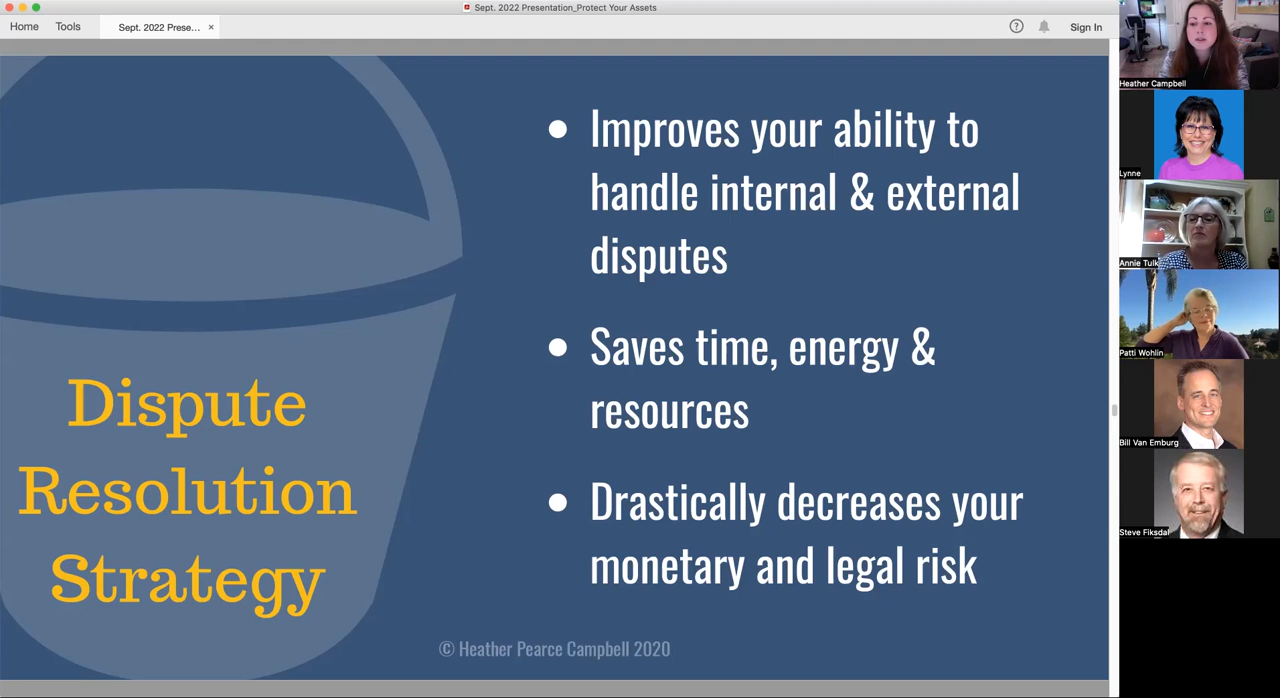 Sept. 2022 Presentation_Protect Your Assets
Home Tools Sept. 2022 Prese... × ? Sign In
Dispute
Resolution
Strategy
• Improves your ability to
handle internal & external
disputes
• Saves time, energy &
resources
• Drastically decreases your
monetary and legal risk
© Heather Pearce Campbell 2020
Heather Campbell
Lynne
Annie Tulk
Patti Wohlin
Bill Van Emburg
Steve Fiksdal